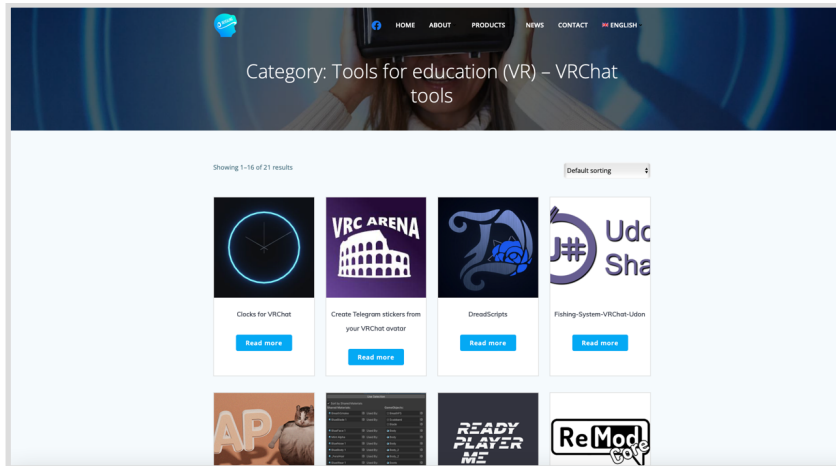 HOME ABOUT PRODUCTS NEWS CONTACT ENGLISH
Category: Tools for education (VR) – VRChat
tools
Showing 1–16 of 21 results
Default sorting
VRC ARENA
J# Udo
Sha
Clocks for VRChat
Create Telegram stickers from
your VRChat avatar
DreadScripts
Fishing-System-VRChat-Udon
Read more
Read more
Read more
Read more
AP
READY
PLAYER
ME
ReMod
Core